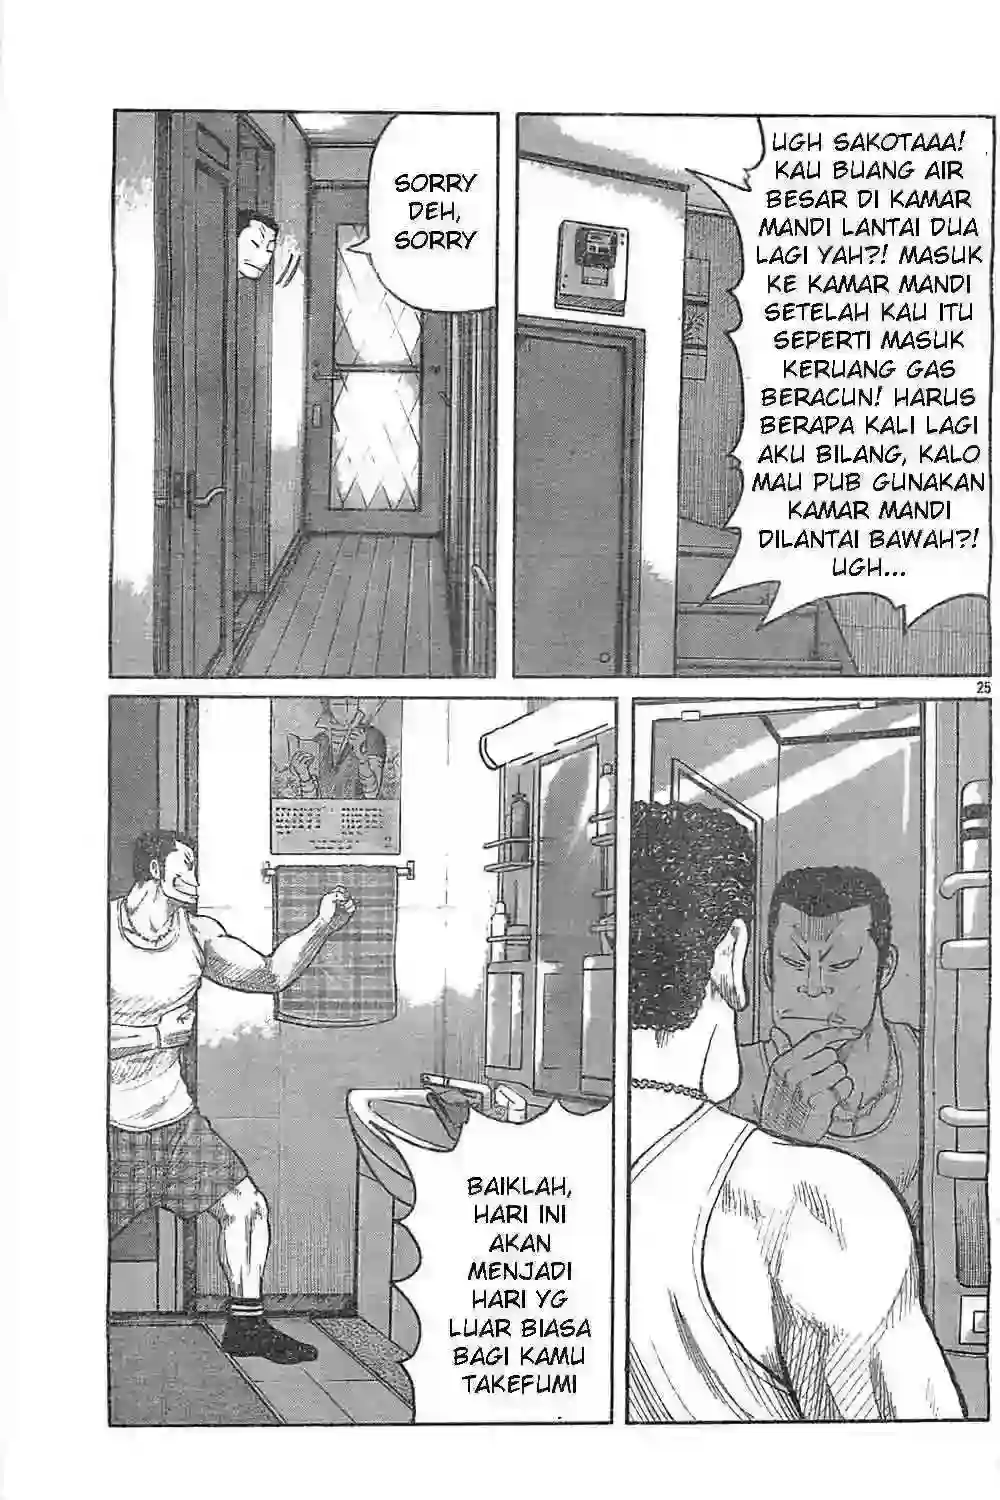 UGH SAKOTAAA!
KAU BUANG AIR
BESAR DI KAMAR
MANDI LANTAI DUA
LAGI YAH?! MASUK
KE KAMAR MANDI
SETELAH KAU ITU
SEPERTI MASUK
KERUANG GAS
BERACUN! HARUS
BERAPA KALI LAGI
AKU BILANG, KALO
MAU PUB GUNAKAN
KAMAR MANDI
DILANTAI BAWAH?!
UGH...
SORRY
DEH,
SORRY
25
BAIKLAH,
HARI INI
AKAN
MENJADI
HARI YG
LUAR BIASA
BAGI KAMU
TAKEFUMI